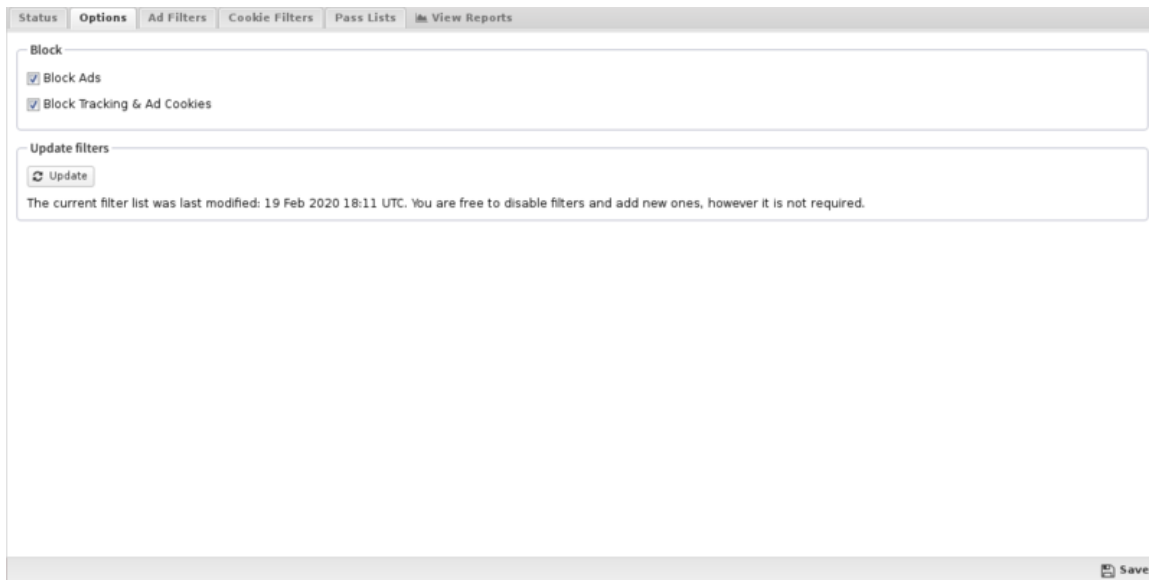 Status Options Ad Filters Cookie Filters Pass Lists View Reports
Block
Block Ads
Block Tracking & Ad Cookies
Update filters
Update
The current filter list was last modified: 19 Feb 2020 18:11 UTC. You are free to disable filters and add new ones, however it is not required.
Save